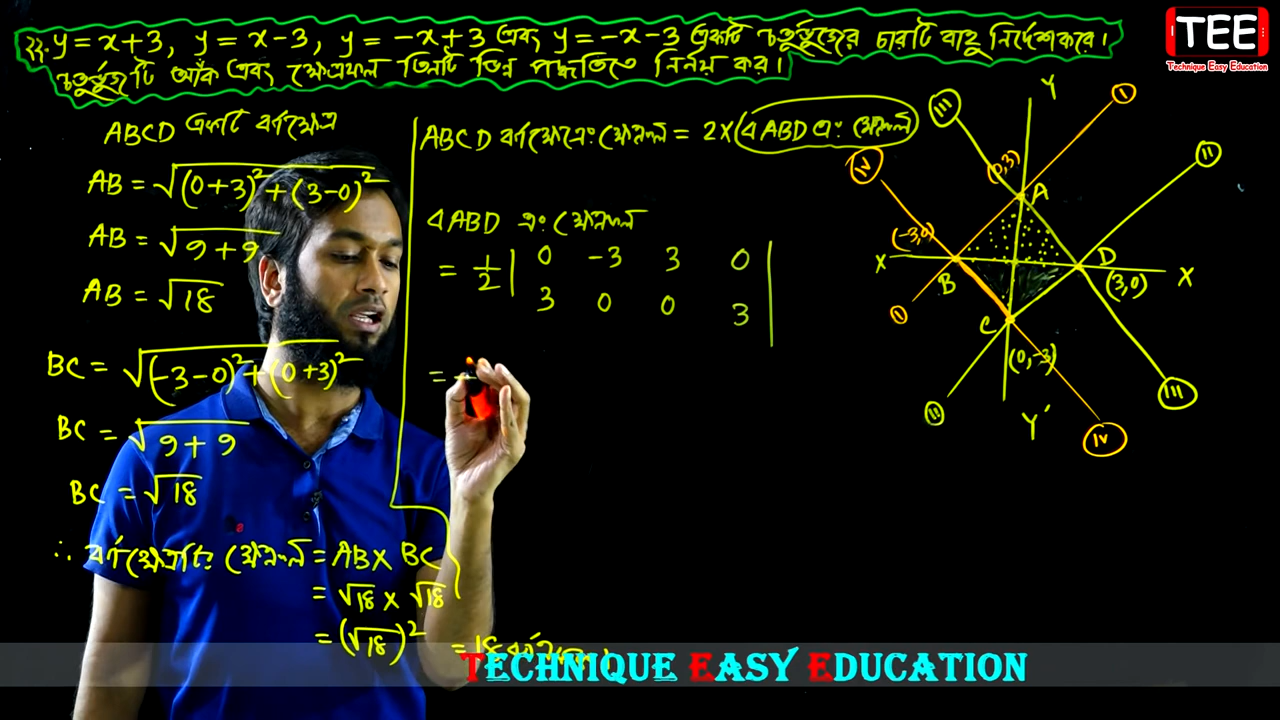 ২২. y = x+3, y = x-3, y = -x+3 এবং y = -x-3 একটি চতুর্ভুজের চারটি বাহু নির্দেশ করে।
চতুর্ভুজটি আঁক এবং ক্ষেত্রফল তিনটি ভিন্ন পদ্ধতিতে নির্নয় কর।
TEE
Technique Easy Education
ABCD একটি বর্গক্ষেত্র
AB = √(0+3)²+(3-0)²
AB = √9+9
AB = √18
BC = √(-3-0)²+(0+3)²
BC = √9+9
BC = √18
∴ বর্গক্ষেত্রটির ক্ষেত্রফল = AB × BC
= √18 × √18
= (√18)² = 18
ABCD বর্গক্ষেত্রের ক্ষেত্রফল = 2×(ΔABD এর ক্ষেত্রফল)
ΔABD এর ক্ষেত্রফল
= 1/2 | 0 -3 3 0 |
3 0 0 3
=
Y
I
III
II
IV
(0,3)
A
(-3,0)
X
B
D
(3,0)
X
I
C
(0,-3)
II
III
Y′
IV
TECHNIQUE EASY EDUCATION